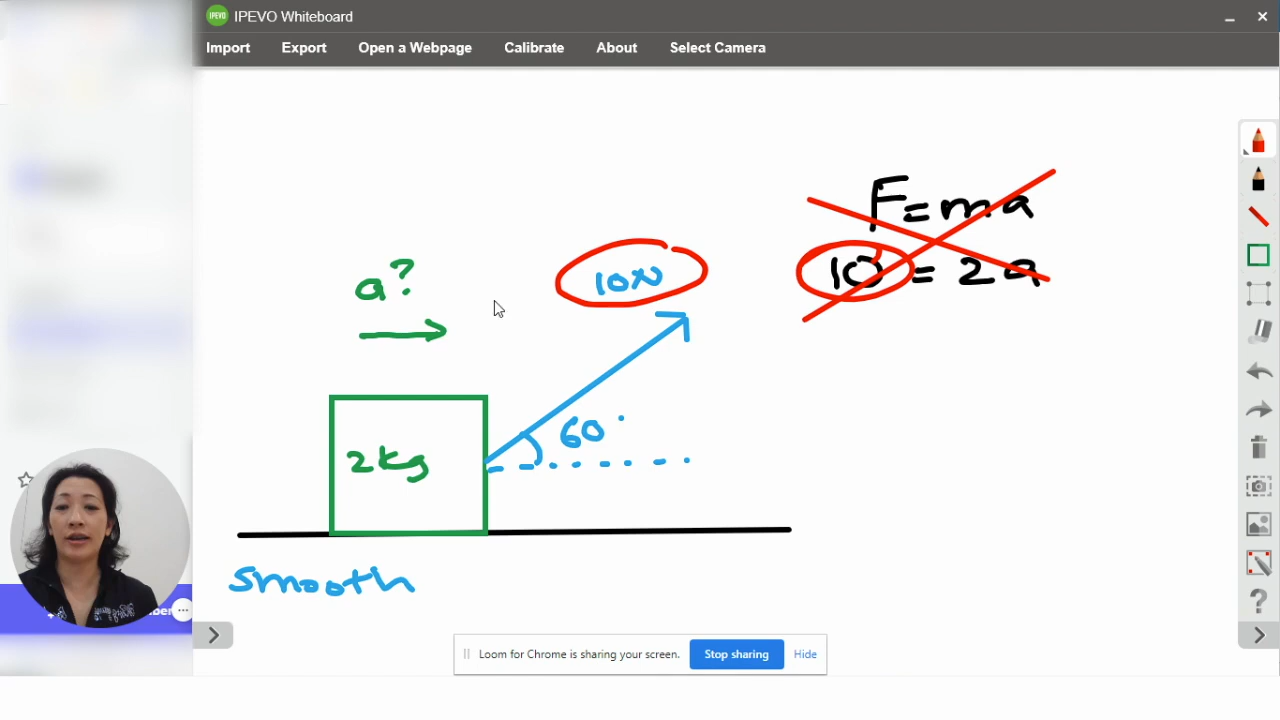 IPEVO IPEVO Whiteboard
Import Export Open a Webpage Calibrate About Select Camera
F = ma
10 = 2a
a?
10N
60°
2kg
smooth
Loom for Chrome is sharing your screen. Stop sharing Hide